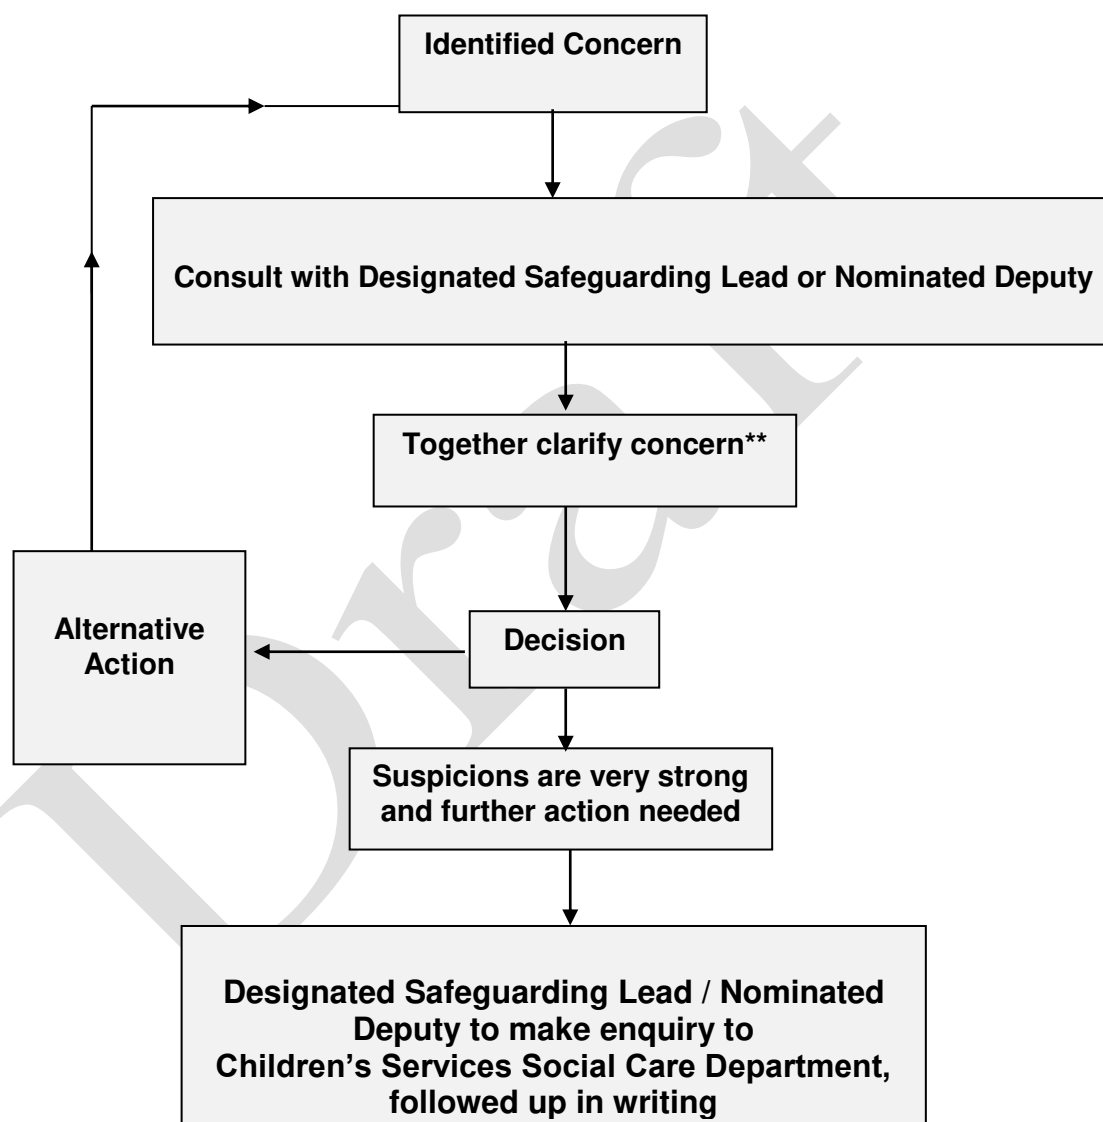 Identified Concern
Consult with Designated Safeguarding Lead or Nominated Deputy
Together clarify concern**
Alternative
Action
Decision
Suspicions are very strong
and further action needed
Designated Safeguarding Lead / Nominated
Deputy to make enquiry to
Children’s Services Social Care Department,
followed up in writing
Draft